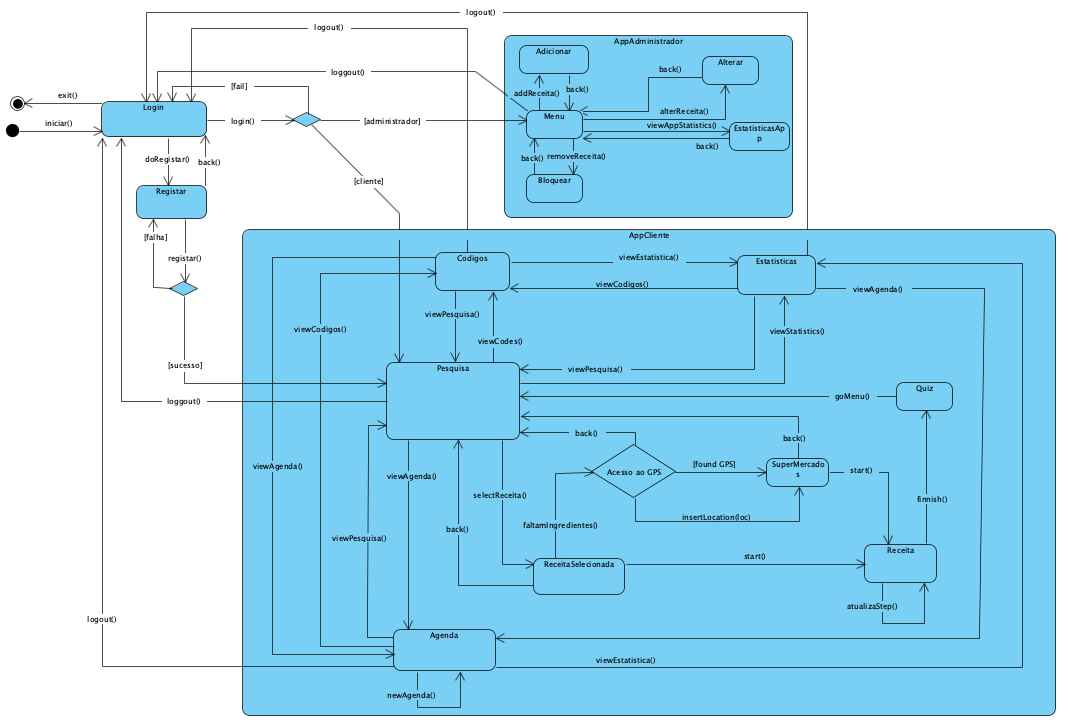 logout()
logout()
AppAdministrador
Adicionar
Alterar
loggout()
back()
[fail]
addReceita()
back()
exit()
Login
alterReceita()
iniciar()
login()
[administrador]
Menu
viewAppStatistics()
EstatisticasAp
p
back()
doRegistar()
back()
back()
removeReceita()
Bloquear
[cliente]
Registar
[falha]
AppCliente
registar()
Codigos
viewEstatistica()
Estatisticas
viewCodigos()
viewAgenda()
viewPesquisa()
viewCodigos()
viewStatistics()
viewCodes()
[sucesso]
Pesquisa
viewPesquisa()
loggout()
goMenu()
Quiz
back()
back()
viewAgenda()
viewAgenda()
Acesso ao GPS
[found GPS]
SuperMercado
s
start()
selectReceita()
finnish()
insertLocation(loc)
back()
faltamIngredientes()
viewPesquisa()
start()
Receita
ReceitaSelecionada
atualizaStep()
logout()
Agenda
viewEstatistica()
newAgenda()